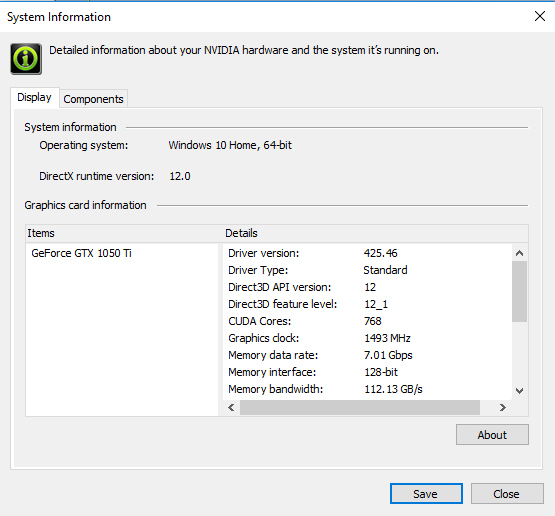 System Information
Detailed information about your NVIDIA hardware and the system it's running on.
Display Components
System information
Operating system: Windows 10 Home, 64-bit
DirectX runtime version: 12.0
Graphics card information
Items Details
GeForce GTX 1050 Ti Driver version: 425.46
Driver Type: Standard
Direct3D API version: 12
Direct3D feature level: 12_1
CUDA Cores: 768
Graphics clock: 1493 MHz
Memory data rate: 7.01 Gbps
Memory interface: 128-bit
Memory bandwidth: 112.13 GB/s
About
Save Close